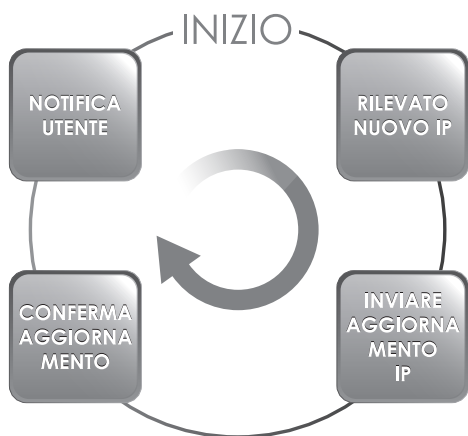 INIZIO
RILEVATO
NUOVO IP
INVIARE
AGGIORNA
MENTO
IP
CONFERMA
AGGIORNA
MENTO
NOTIFICA
UTENTE